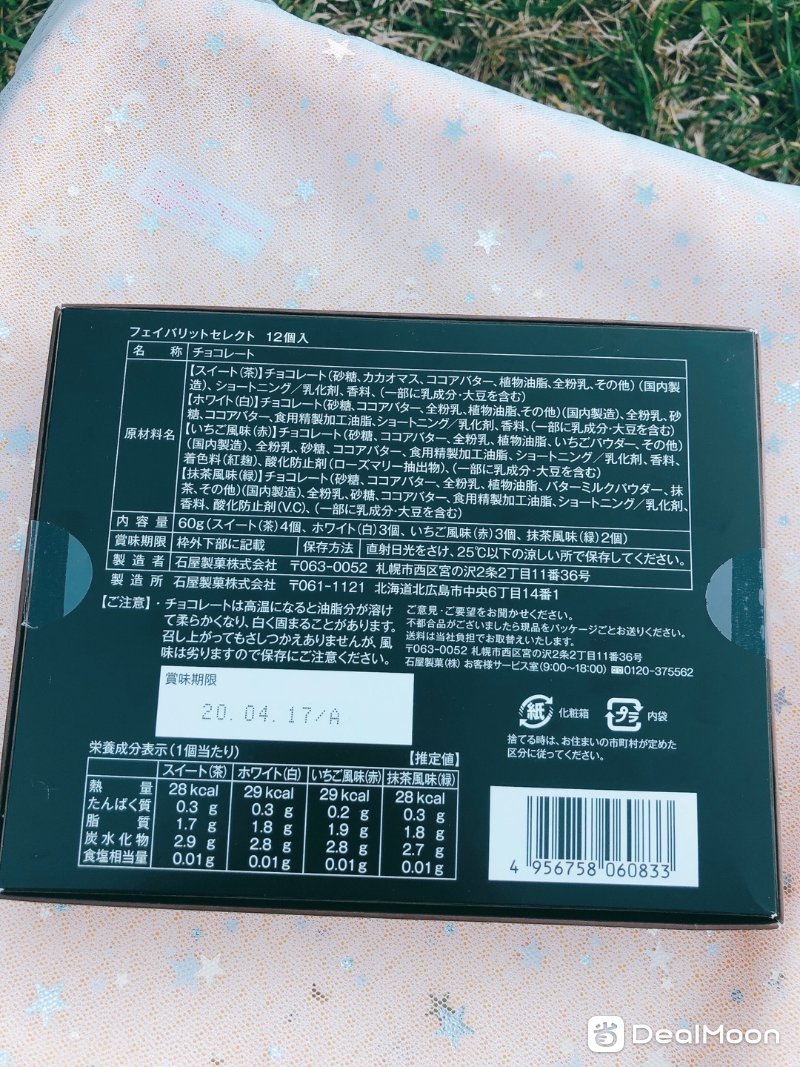 フェイバリットセレクト 12個入
名 称 チョコレート
原材料名
【スイート(茶)】チョコレート(砂糖、カカオマス、ココアバター、植物油脂、全粉乳、その他)(国内製
造)、ショートニング/乳化剤、香料、(一部に乳成分・大豆を含む)
【ホワイト(白)】チョコレート(砂糖、ココアバター、全粉乳、植物油脂、その他)(国内製造)、全粉乳、砂
糖、ココアバター、食用精製加工油脂、ショートニング/乳化剤、香料、(一部に乳成分・大豆を含む)
【いちご風味(赤)】チョコレート(砂糖、ココアバター、全粉乳、植物油脂、いちごパウダー、その他)
(国内製造)、全粉乳、砂糖、ココアバター、食用精製加工油脂、ショートニング/乳化剤、香料、
着色料(紅麹)、酸化防止剤(ローズマリー抽出物)、(一部に乳成分・大豆を含む)
【抹茶風味(緑)】チョコレート(砂糖、ココアバター、全粉乳、植物油脂、バターミルクパウダー、抹
茶、その他)(国内製造)、全粉乳、砂糖、ココアバター、食用精製加工油脂、ショートニング/乳化剤、
香料、酸化防止剤(V.C)、(一部に乳成分・大豆を含む)
内 容 量 60g(スイート(茶)4個、ホワイト(白)3個、いちご風味(赤)3個、抹茶風味(緑)2個)
賞味期限 枠外下部に記載 保存方法 直射日光をさけ、25℃以下の涼しい所で保存してください。
製 造 者 石屋製菓株式会社 〒063-0052 札幌市西区宮の沢2条2丁目11番36号
製 造 所 石屋製菓株式会社 〒061-1121 北海道北広島市中央6丁目14番1
【ご注意】・チョコレートは高温になると油脂分が溶け
て柔らかくなり、白く固まることがあります。
召し上がってもさしつかえありませんが、風
味は劣りますので保存にご注意ください。
ご意見・ご要望をお聞かせください。
不都合品がございましたら現品をパッケージごとお送りください。
送料は当社負担でお取替えいたします。
〒063-0052 札幌市西区宮の沢2条2丁目11番36号
石屋製菓(株) お客様サービス室(9:00~18:00) 0120-375562
賞味期限
20.04.17/A
紙 化粧箱 プラ 内袋
捨てる時は、お住まいの市町村が定めた
区分に従ってください。
栄養成分表示(1個当たり) 【推定値】
スイート(茶) ホワイト(白) いちご風味(赤) 抹茶風味(緑)
熱 量 28 kcal 29 kcal 29 kcal 28 kcal
たんぱく質 0.3 g 0.3 g 0.2 g 0.3 g
脂 質 1.7 g 1.8 g 1.9 g 1.8 g
炭水化物 2.9 g 2.8 g 2.8 g 2.7 g
食塩相当量 0.01g 0.01g 0.01g 0.01g
4 956758 060833
DealMoon